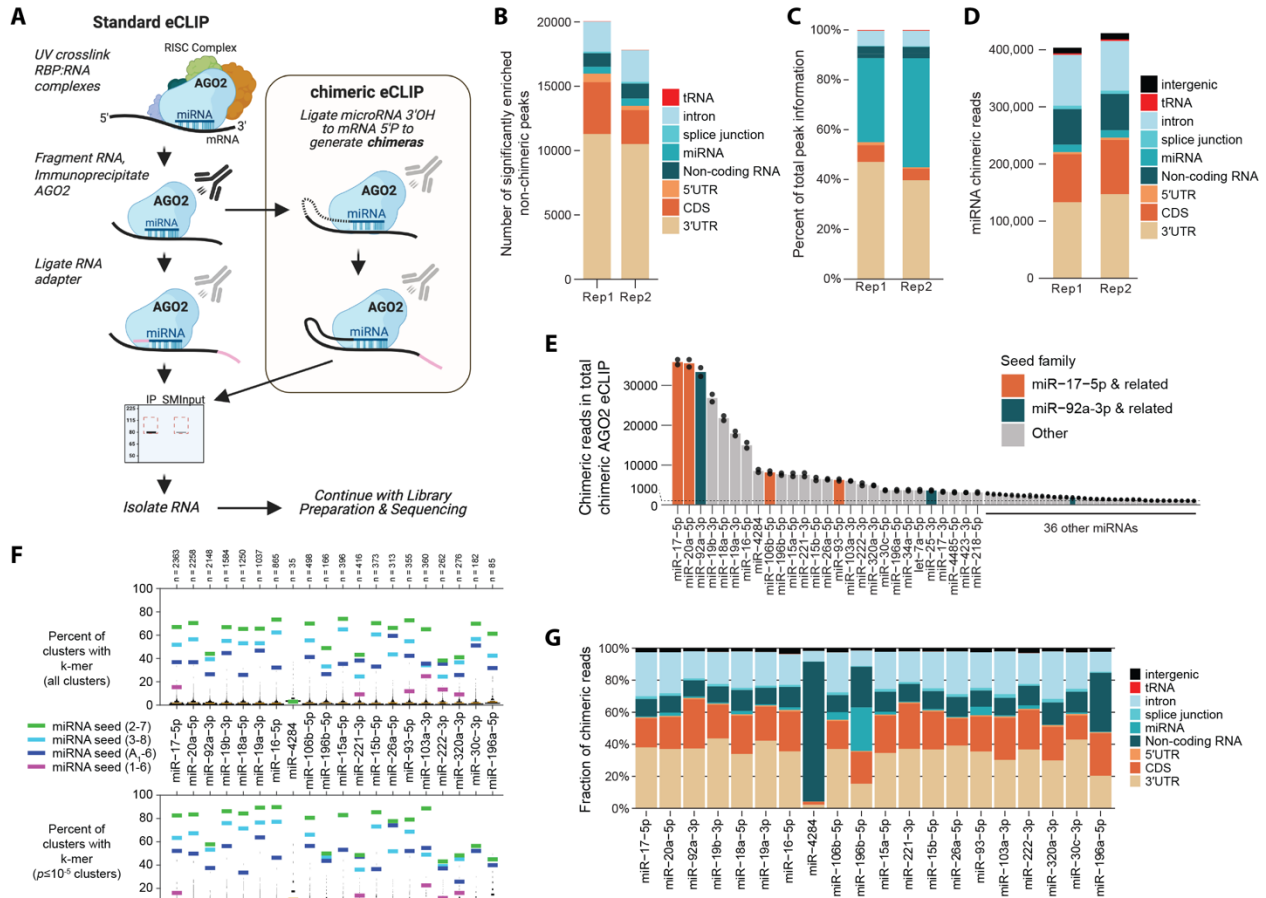 A
Standard eCLIP
UV crosslink
RBP:RNA
complexes
RISC Complex
AGO2
miRNA
5'
3'
mRNA
Fragment RNA,
Immunoprecipitate
AGO2
AGO2
miRNA
Ligate RNA
adapter
AGO2
miRNA
IP SMInput
225
115
80
65
Isolate RNA
Continue with Library
Preparation & Sequencing
chimeric eCLIP
Ligate microRNA 3'OH
to mRNA 5'P to
generate chimeras
AGO2
miRNA
AGO2
miRNA
B
Number of significantly enriched
non-chimeric peaks
20000
15000
10000
5000
0
Rep1 Rep2
tRNA
intron
splice junction
miRNA
Non-coding RNA
5'UTR
CDS
3'UTR
C
Percent of total peak information
100%
80%
60%
40%
20%
0%
Rep1 Rep2
D
miRNA chimeric reads
400,000
300,000
200,000
100,000
0
Rep1 Rep2
intergenic
tRNA
intron
splice junction
miRNA
Non-coding RNA
5'UTR
CDS
3'UTR
E
Chimeric reads in total
chimeric AGO2 eCLIP
30000
20000
10000
1000
Seed family
miR−17−5p & related
miR−92a−3p & related
Other
miR−17−5p
miR−20a−5p
miR−92a−3p
miR−19b−3p
miR−18a−5p
miR−19a−3p
miR−16−5p
miR−4284
miR−106b−5p
miR−196b−5p
miR−15a−5p
miR−221−3p
miR−15b−5p
miR−26a−5p
miR−93−5p
miR−103a−3p
miR−222−3p
miR−320a−3p
miR−30c−5p
miR−196a−5p
miR−34a−5p
let−7a−5p
miR−25−3p
miR−17−3p
miR−4485−5p
miR−423−3p
miR−218−5p
36 other miRNAs
F
n = 2363
n = 2258
n = 2148
n = 1584
n = 1250
n = 1037
n = 865
n = 35
n = 498
n = 166
n = 396
n = 416
n = 373
n = 313
n = 355
n = 360
n = 262
n = 276
n = 182
n = 85
Percent of
clusters with
k-mer
(all clusters)
100
80
60
40
20
0
miRNA seed (2-7)
miRNA seed (3-8)
miRNA seed (A,6)
miRNA seed (1-6)
miR−17−5p
miR−20a−5p
miR−92a−3p
miR−19b−3p
miR−18a−5p
miR−19a−3p
miR−16−5p
miR−4284
miR−106b−5p
miR−196b−5p
miR−15a−5p
miR−221−3p
miR−15b−5p
miR−26a−5p
miR−93−5p
miR−103a−3p
miR−222−3p
miR−320a−3p
miR−30c−3p
miR−196a−5p
Percent of
clusters with
k-mer
(p≤10⁻⁵ clusters)
100
80
60
40
20
G
Fraction of chimeric reads
100%
80%
60%
40%
20%
0%
intergenic
tRNA
intron
splice junction
miRNA
Non-coding RNA
5'UTR
CDS
3'UTR
miR−17−5p
miR−20a−5p
miR−92a−3p
miR−19b−3p
miR−18a−5p
miR−19a−3p
miR−16−5p
miR−4284
miR−106b−5p
miR−196b−5p
miR−15a−5p
miR−221−3p
miR−15b−5p
miR−26a−5p
miR−93−5p
miR−103a−3p
miR−222−3p
miR−320a−3p
miR−30c−3p
miR−196a−5p